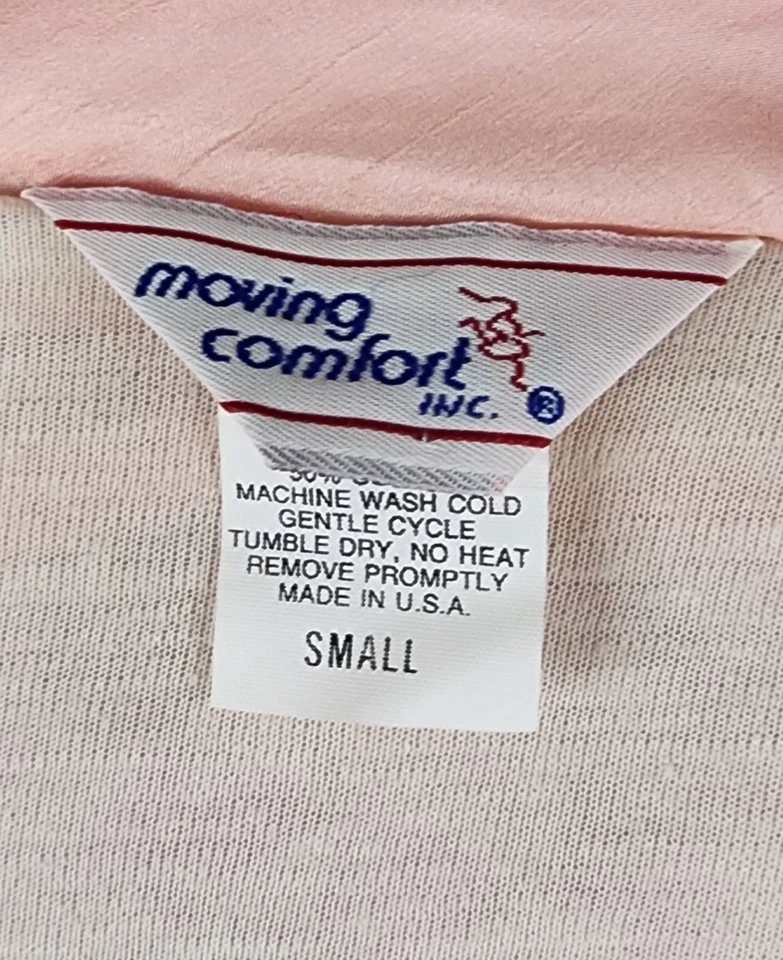 moving
comfort
INC. ®
MACHINE WASH COLD
GENTLE CYCLE
TUMBLE DRY, NO HEAT
REMOVE PROMPTLY
MADE IN U.S.A.
SMALL